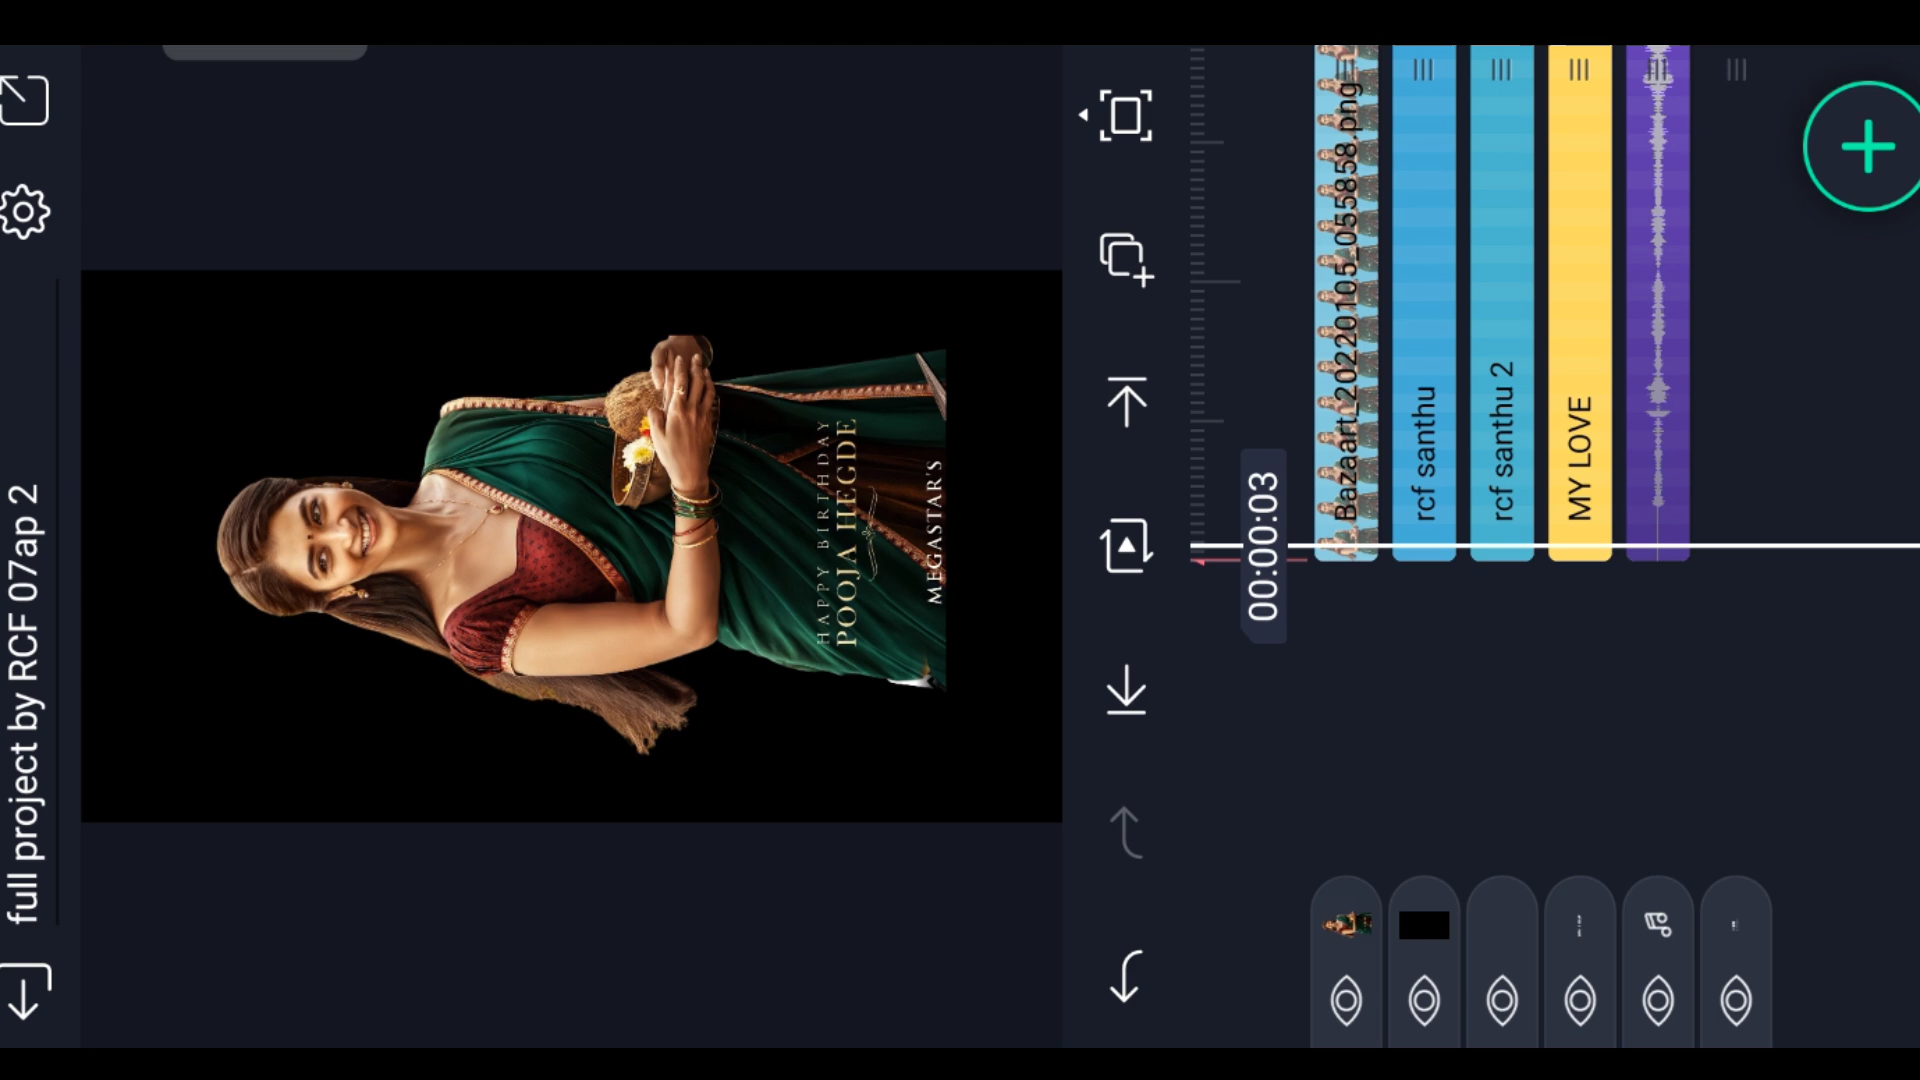 full project by RCF 07ap 2
HAPPY BIRTHDAY
POOJA HEGDE
MEGASTAR'S
00:00:03
Bazaart_20220105_055858.png
rcf santhu
rcf santhu 2
MY LOVE